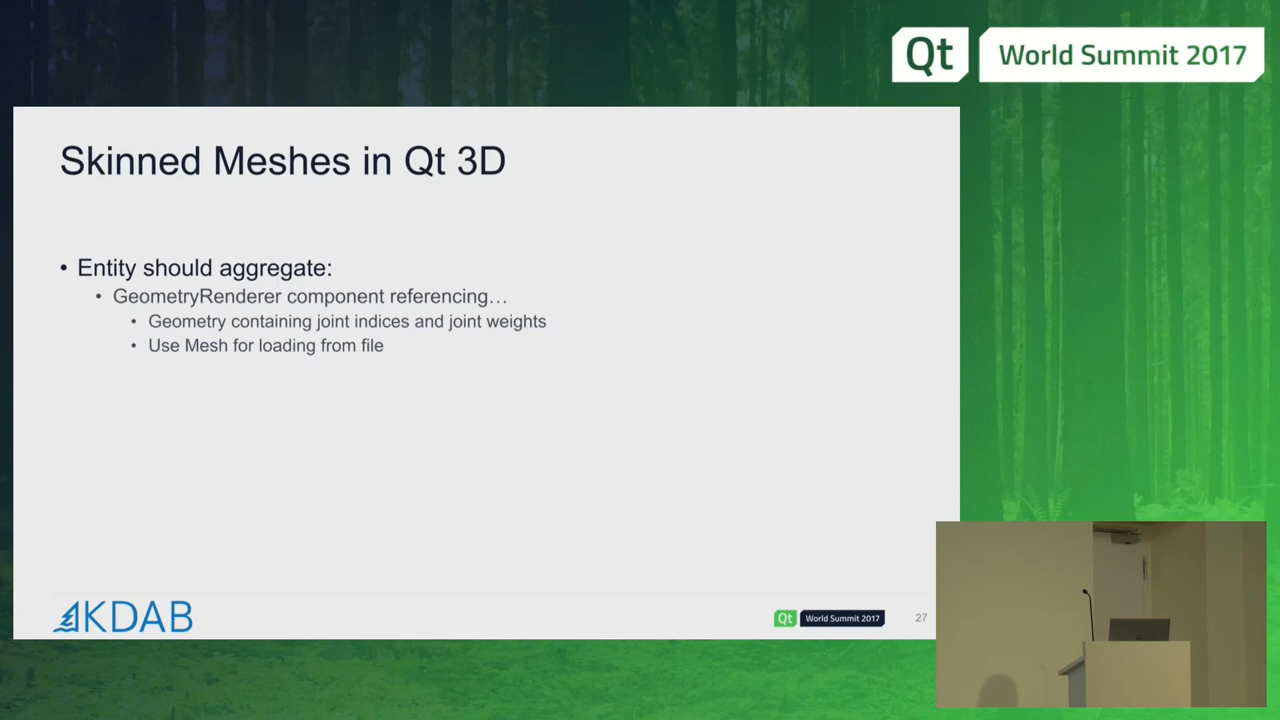 Qt World Summit 2017
Skinned Meshes in Qt 3D
• Entity should aggregate:
• GeometryRenderer component referencing…
• Geometry containing joint indices and joint weights
• Use Mesh for loading from file
KDAB
Qt World Summit 2017
27